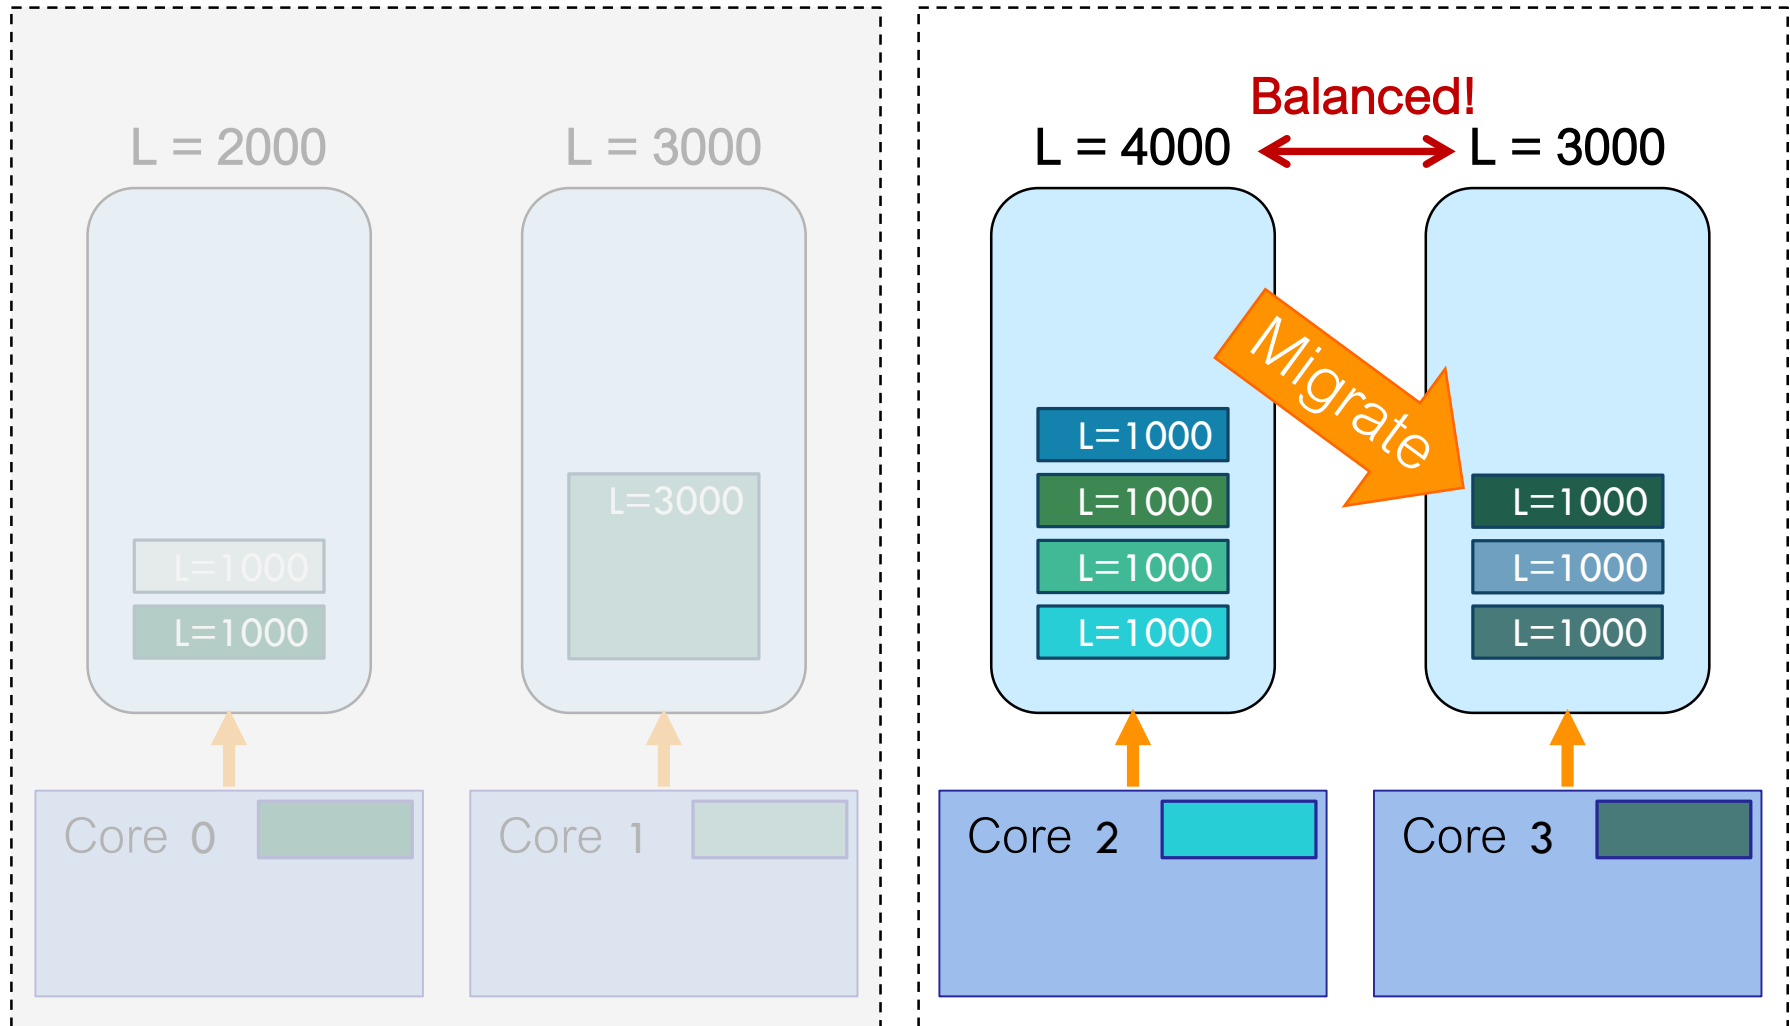 Balanced!
L = 2000
L = 3000
L = 4000
L = 3000
Migrate
L=1000
L=1000
L=3000
L=1000
L=1000
L=1000
L=1000
L=1000
L=1000
L=1000
Core 0
Core 1
Core 2
Core 3